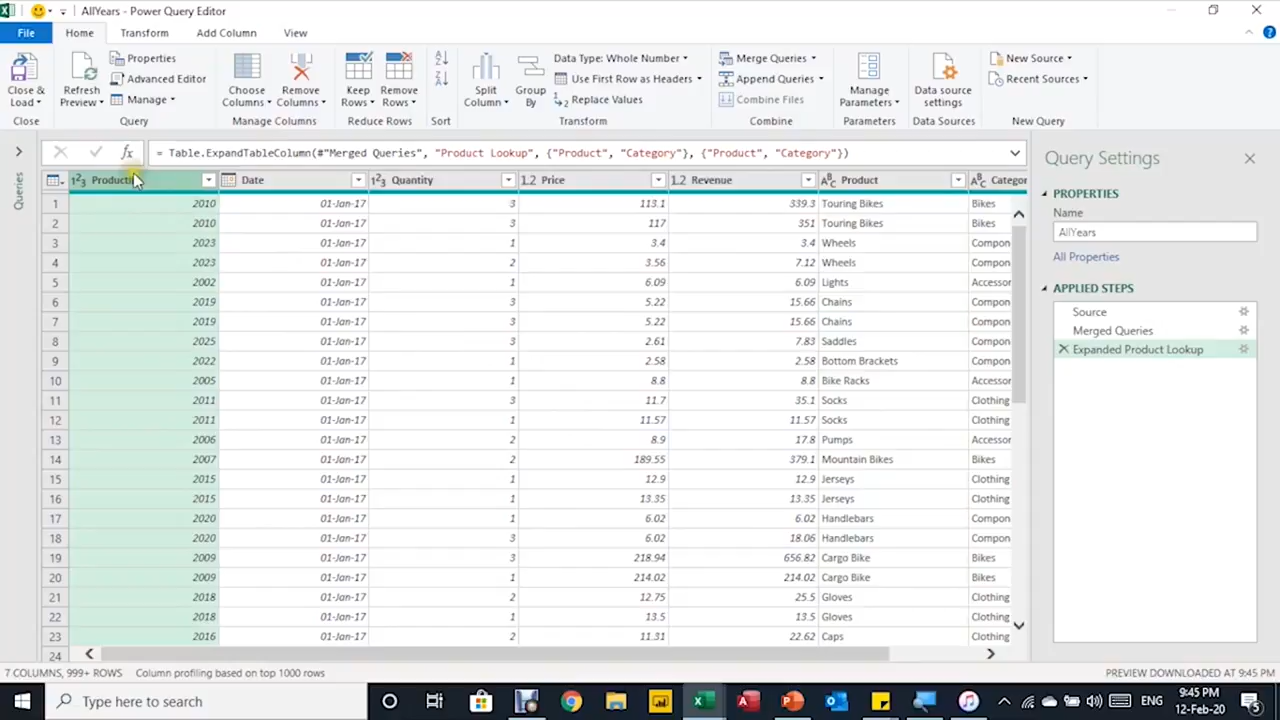 AllYears - Power Query Editor
File Home Transform Add Column View
Close & Load
Close
Refresh Preview
Properties
Advanced Editor
Manage
Query
Choose Columns
Remove Columns
Manage Columns
Keep Rows
Remove Rows
Reduce Rows
Sort
Split Column
Group By
Data Type: Whole Number
Use First Row as Headers
Replace Values
Transform
Merge Queries
Append Queries
Combine Files
Combine
Manage Parameters
Parameters
Data source settings
Data Sources
New Source
Recent Sources
New Query
Queries
fx = Table.ExpandTableColumn(#"Merged Queries", "Product Lookup", {"Product", "Category"}, {"Product", "Category"})
Date Quantity Price Revenue Product
1 2010 01-Jan-17 3 113.1 339.3 Touring Bikes Bikes
2 2010 01-Jan-17 3 117 351 Touring Bikes Bikes
3 2023 01-Jan-17 1 3.4 3.4 Wheels Compon
4 2023 01-Jan-17 2 3.56 7.12 Wheels Compon
5 2002 01-Jan-17 1 6.09 6.09 Lights Accessor
6 2019 01-Jan-17 3 5.22 15.66 Chains Compon
7 2019 01-Jan-17 3 5.22 15.66 Chains Compon
8 2025 01-Jan-17 3 2.61 7.83 Saddles Compon
9 2022 01-Jan-17 1 2.58 2.58 Bottom Brackets Compon
10 2005 01-Jan-17 1 8.8 8.8 Bike Racks Accessor
11 2011 01-Jan-17 3 11.7 35.1 Socks Clothing
12 2011 01-Jan-17 1 11.57 11.57 Socks Clothing
13 2006 01-Jan-17 2 8.9 17.8 Pumps Accessor
14 2007 01-Jan-17 2 189.55 379.1 Mountain Bikes Bikes
15 2015 01-Jan-17 1 12.9 12.9 Jerseys Clothing
16 2015 01-Jan-17 1 13.35 13.35 Jerseys Clothing
17 2020 01-Jan-17 1 6.02 6.02 Handlebars Compon
18 2020 01-Jan-17 3 6.02 18.06 Handlebars Compon
19 2009 01-Jan-17 3 218.94 656.82 Cargo Bike Bikes
20 2009 01-Jan-17 1 214.02 214.02 Cargo Bike Bikes
21 2018 01-Jan-17 2 12.75 25.5 Gloves Clothing
22 2018 01-Jan-17 1 13.5 13.5 Gloves Clothing
23 2016 01-Jan-17 2 11.31 22.62 Caps Clothing
24
Query Settings
PROPERTIES
Name
AllYears
All Properties
APPLIED STEPS
Source
Merged Queries
Expanded Product Lookup
7 COLUMNS, 999+ ROWS Column profiling based on top 1000 rows PREVIEW DOWNLOADED AT 9:45 PM
Type here to search
ENG
9:45 PM
12-Feb-20
5